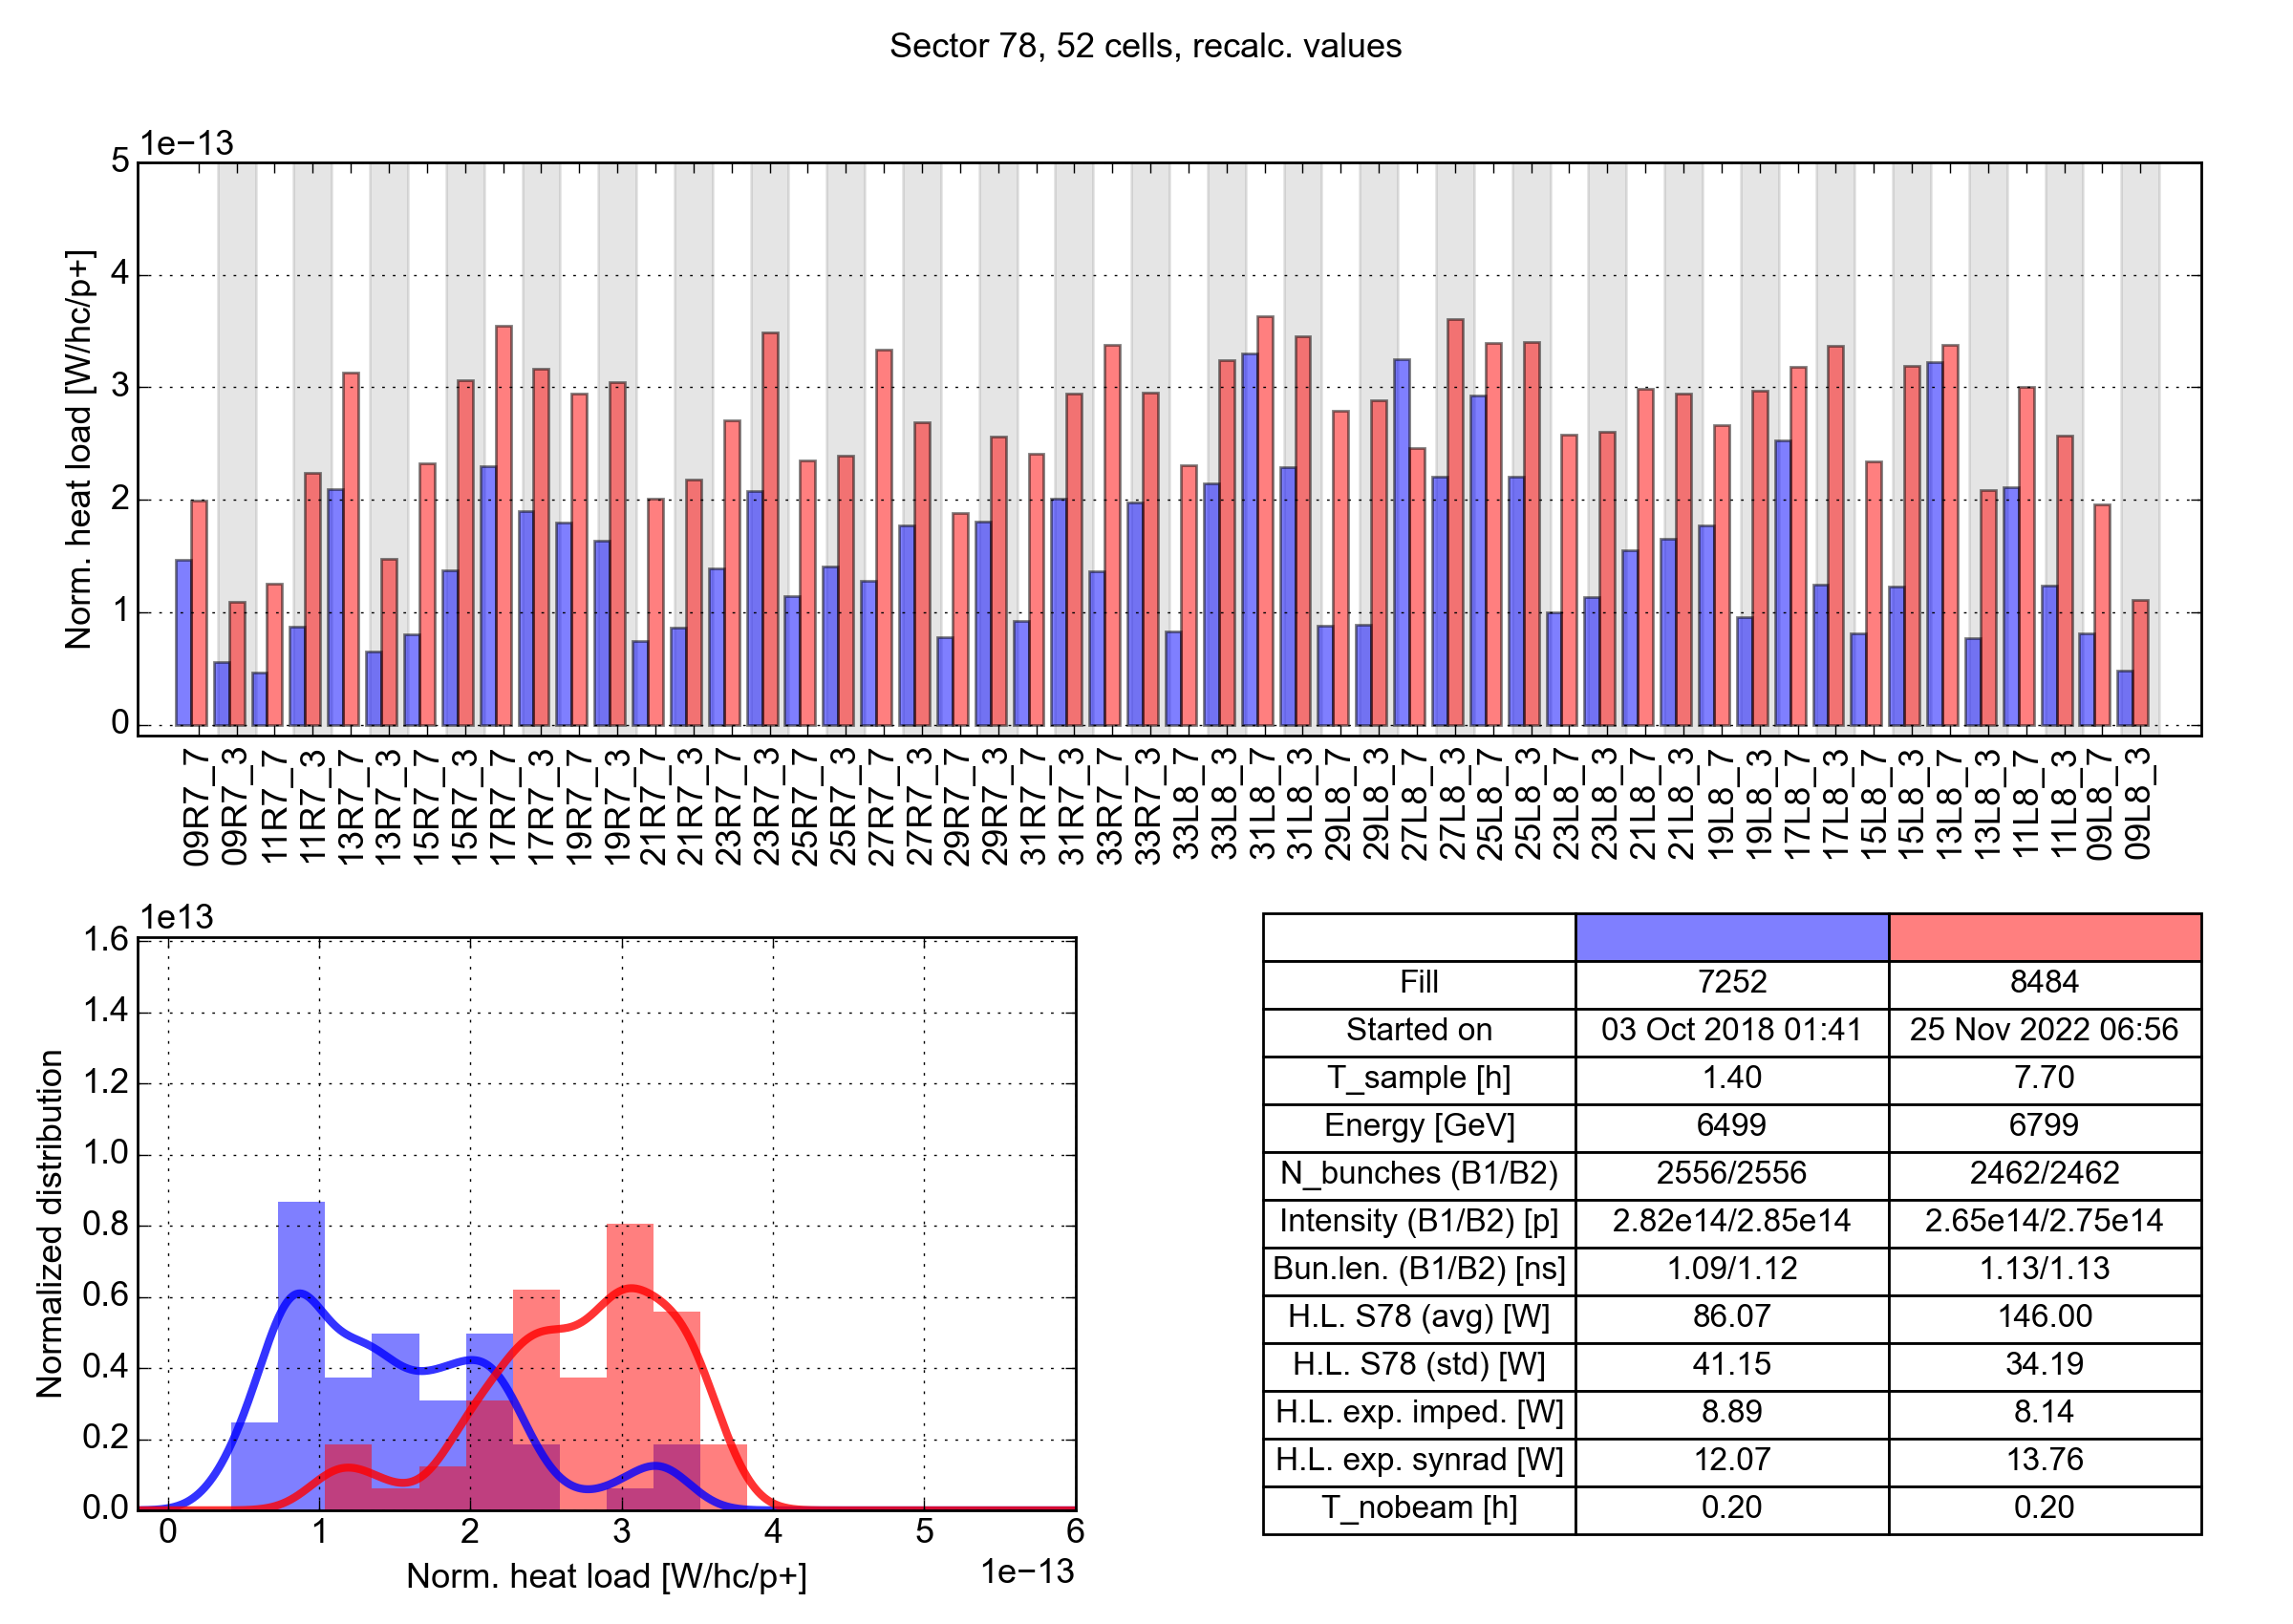 Sector 78, 52 cells, recalc. values
1e−13
5
4
3
2
1
0
Norm. heat load [W/hc/p+]
09R7_7 09R7_3 11R7_7 11R7_3 13R7_7 13R7_3 15R7_7 15R7_3 17R7_7 17R7_3 19R7_7 19R7_3 21R7_7 21R7_3 23R7_7 23R7_3 25R7_7 25R7_3 27R7_7 27R7_3 29R7_7 29R7_3 31R7_7 31R7_3 33R7_7 33R7_3 33L8_7 33L8_3 31L8_7 31L8_3 29L8_7 29L8_3 27L8_7 27L8_3 25L8_7 25L8_3 23L8_7 23L8_3 21L8_7 21L8_3 19L8_7 19L8_3 17L8_7 17L8_3 15L8_7 15L8_3 13L8_7 13L8_3 11L8_7 11L8_3 09L8_7 09L8_3
1e13
1.6
1.4
1.2
1.0
0.8
0.6
0.4
0.2
0.0
Normalized distribution
0 1 2 3 4 5 6
Norm. heat load [W/hc/p+]
1e−13
Fill 7252 8484
Started on 03 Oct 2018 01:41 25 Nov 2022 06:56
T_sample [h] 1.40 7.70
Energy [GeV] 6499 6799
N_bunches (B1/B2) 2556/2556 2462/2462
Intensity (B1/B2) [p] 2.82e14/2.85e14 2.65e14/2.75e14
Bun.len. (B1/B2) [ns] 1.09/1.12 1.13/1.13
H.L. S78 (avg) [W] 86.07 146.00
H.L. S78 (std) [W] 41.15 34.19
H.L. exp. imped. [W] 8.89 8.14
H.L. exp. synrad [W] 12.07 13.76
T_nobeam [h] 0.20 0.20